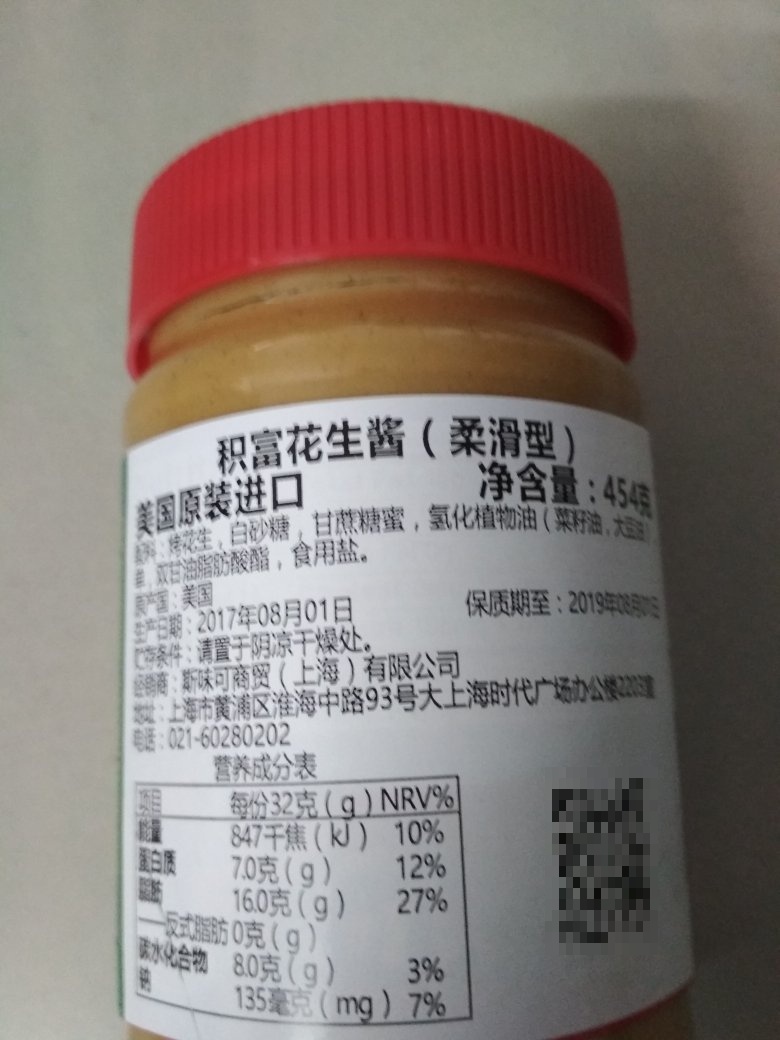 积富花生酱（柔滑型）
美国原装进口 净含量：454克
配料：烤花生，白砂糖，甘蔗糖蜜，氢化植物油（菜籽油，大豆油）
单，双甘油脂肪酸酯，食用盐。
原产国：美国
生产日期：2017年08月01日 保质期至：2019年08月01日
贮存条件：请置于阴凉干燥处。
经销商：斯味可商贸（上海）有限公司
地址：上海市黄浦区淮海中路93号大上海时代广场办公楼2203室
电话：021-60280202
营养成分表
项目 每份32克（g） NRV%
能量 847千焦（kJ） 10%
蛋白质 7.0克（g） 12%
脂肪 16.0克（g） 27%
——反式脂肪 0克（g）
碳水化合物 8.0克（g） 3%
钠 135毫克（mg） 7%